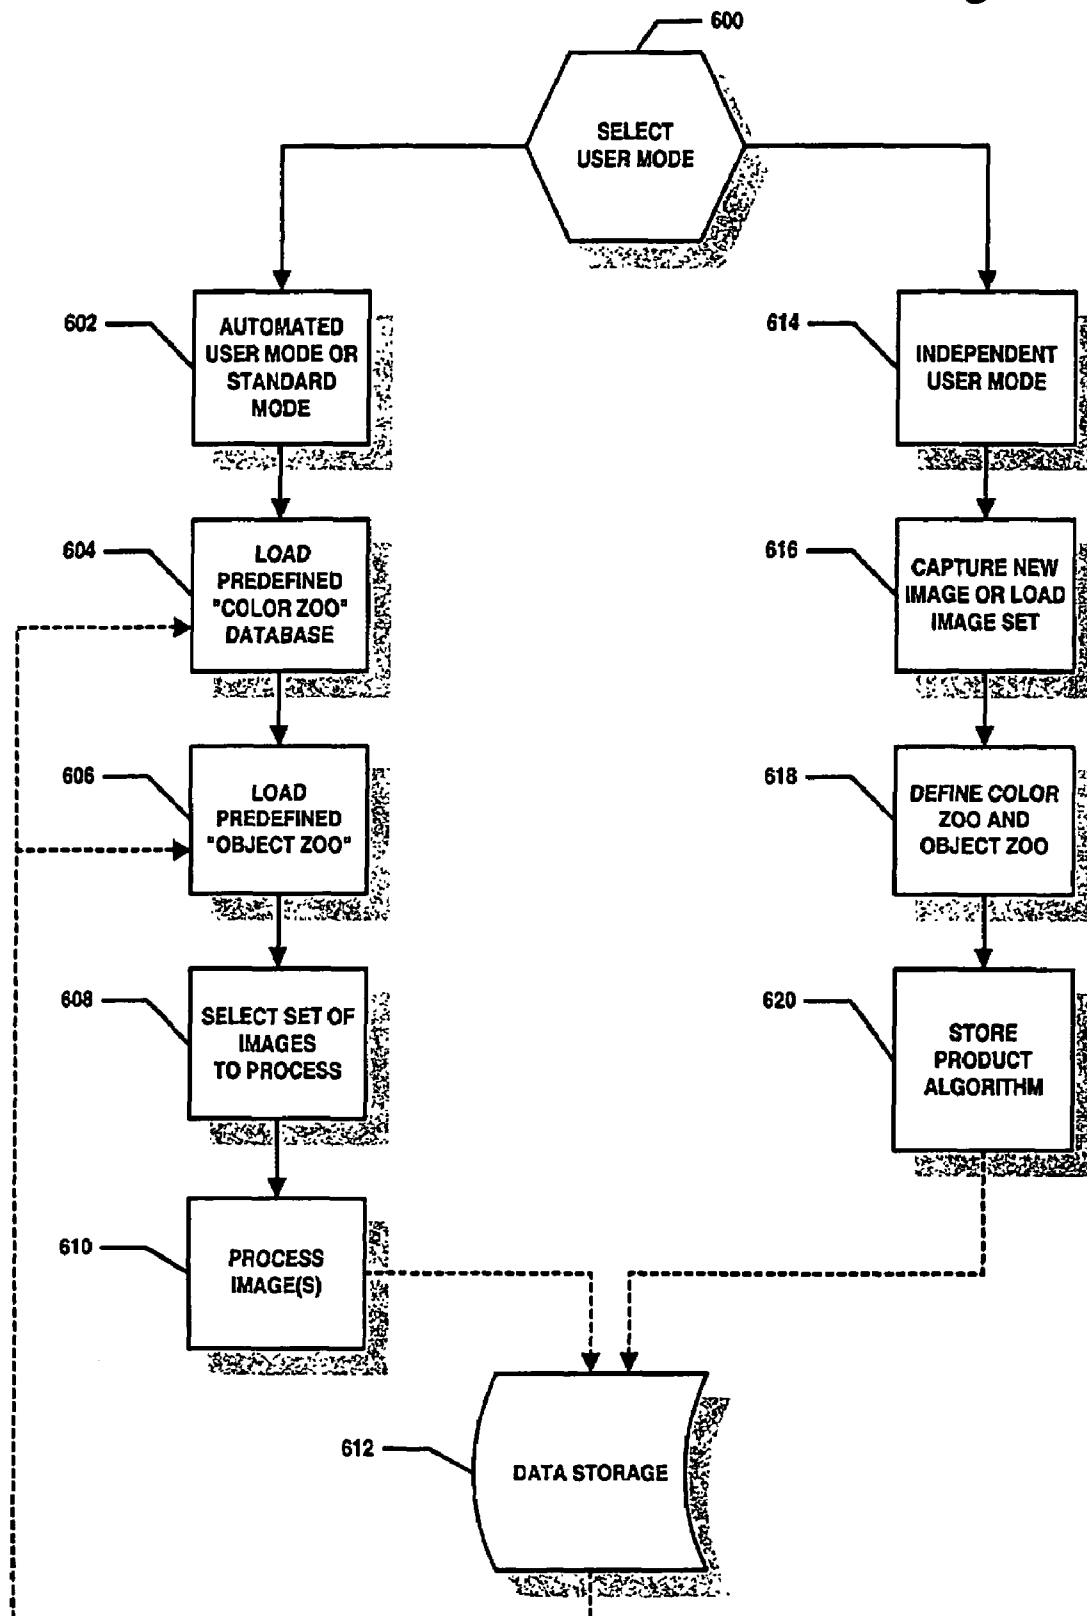 600
SELECT
USER MODE
602
AUTOMATED
USER MODE OR
STANDARD
MODE
614
INDEPENDENT
USER MODE
604
LOAD
PREDEFINED
"COLOR ZOO"
DATABASE
616
CAPTURE NEW
IMAGE OR LOAD
IMAGE SET
606
LOAD
PREDEFINED
"OBJECT ZOO"
618
DEFINE COLOR
ZOO AND
OBJECT ZOO
608
SELECT SET OF
IMAGES
TO PROCESS
620
STORE
PRODUCT
ALGORITHM
610
PROCESS
IMAGE(S)
612
DATA STORAGE